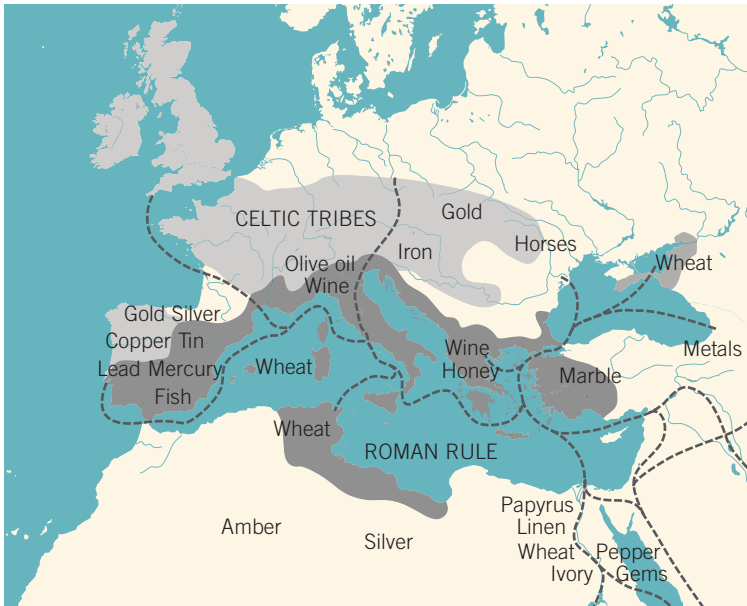 CELTIC TRIBES
Gold
Horses
Iron
Olive oil
Wine
Wheat
Gold Silver
Copper Tin
Lead Mercury
Fish
Wheat
Wine
Honey
Metals
Marble
Wheat
ROMAN RULE
Amber
Silver
Papyrus
Linen
Wheat
Ivory
Pepper
Gems